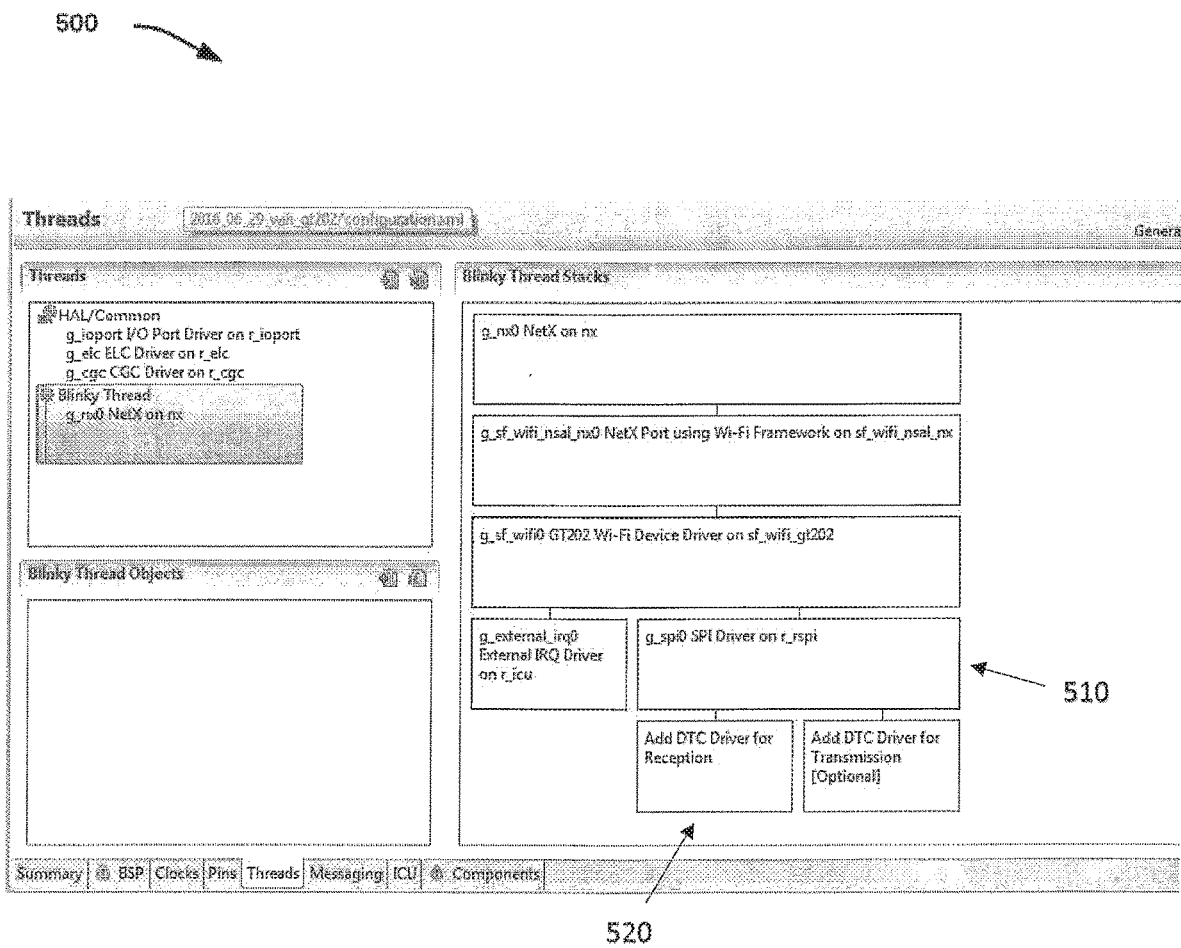 500
Threads
2016_06_29_wifi_gt202/configuration.xml
Genera
Threads
HAL/Common
g_ioport I/O Port Driver on r_ioport
g_elc ELC Driver on r_elc
g_cgc CGC Driver on r_cgc
Blinky Thread
g_nx0 NetX on nx
Blinky Thread Objects
Blinky Thread Stacks
g_nx0 NetX on nx
g_sf_wifi_nsal_nx0 NetX Port using Wi-Fi Framework on sf_wifi_nsal_nx
g_sf_wifi0 GT202 Wi-Fi Device Driver on sf_wifi_gt202
g_external_irq0
External IRQ Driver
on r_icu
g_spi0 SPI Driver on r_rspi
510
Add DTC Driver for
Reception
Add DTC Driver for
Transmission
[Optional]
Summary BSP Clocks Pins Threads Messaging ICU Components
520